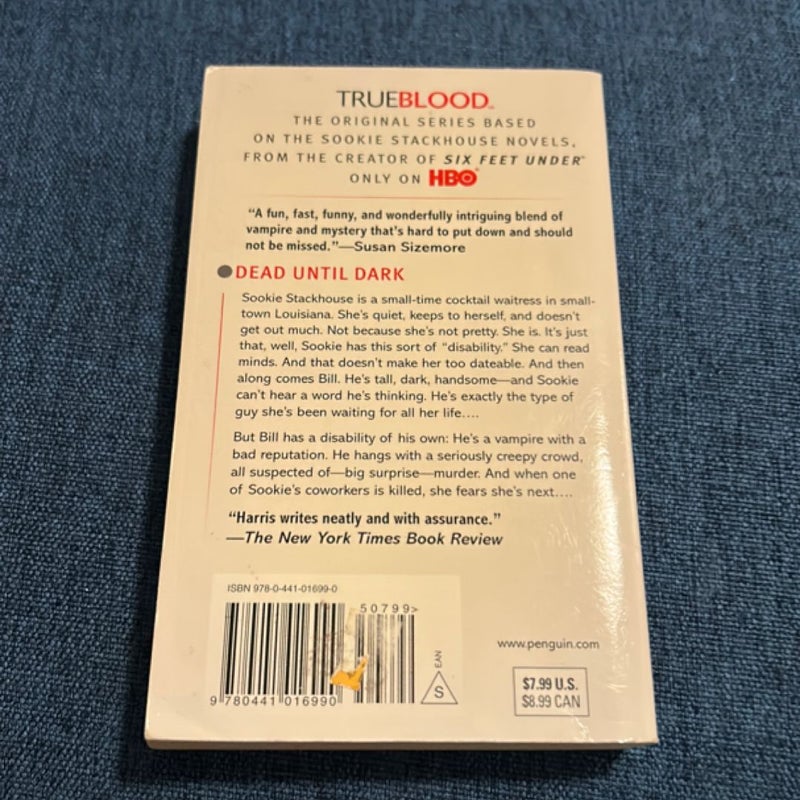 TRUEBLOOD™
THE ORIGINAL SERIES BASED
ON THE SOOKIE STACKHOUSE NOVELS,
FROM THE CREATOR OF SIX FEET UNDER®
ONLY ON HBO®
“A fun, fast, funny, and wonderfully intriguing blend of
vampire and mystery that's hard to put down and should
not be missed.”—Susan Sizemore
DEAD UNTIL DARK
Sookie Stackhouse is a small-time cocktail waitress in small-
town Louisiana. She's quiet, keeps to herself, and doesn't
get out much. Not because she's not pretty. She is. It's just
that, well, Sookie has this sort of “disability.” She can read
minds. And that doesn't make her too dateable. And then
along comes Bill. He's tall, dark, handsome—and Sookie
can't hear a word he's thinking. He's exactly the type of
guy she's been waiting for all her life....
But Bill has a disability of his own: He's a vampire with a
bad reputation. He hangs with a seriously creepy crowd,
all suspected of—big surprise—murder. And when one
of Sookie's coworkers is killed, she fears she's next....
“Harris writes neatly and with assurance.”
—The New York Times Book Review
ISBN 978-0-441-01699-0
50799>
9 780441 016990
EAN
S
www.penguin.com
$7.99 U.S.
$8.99 CAN